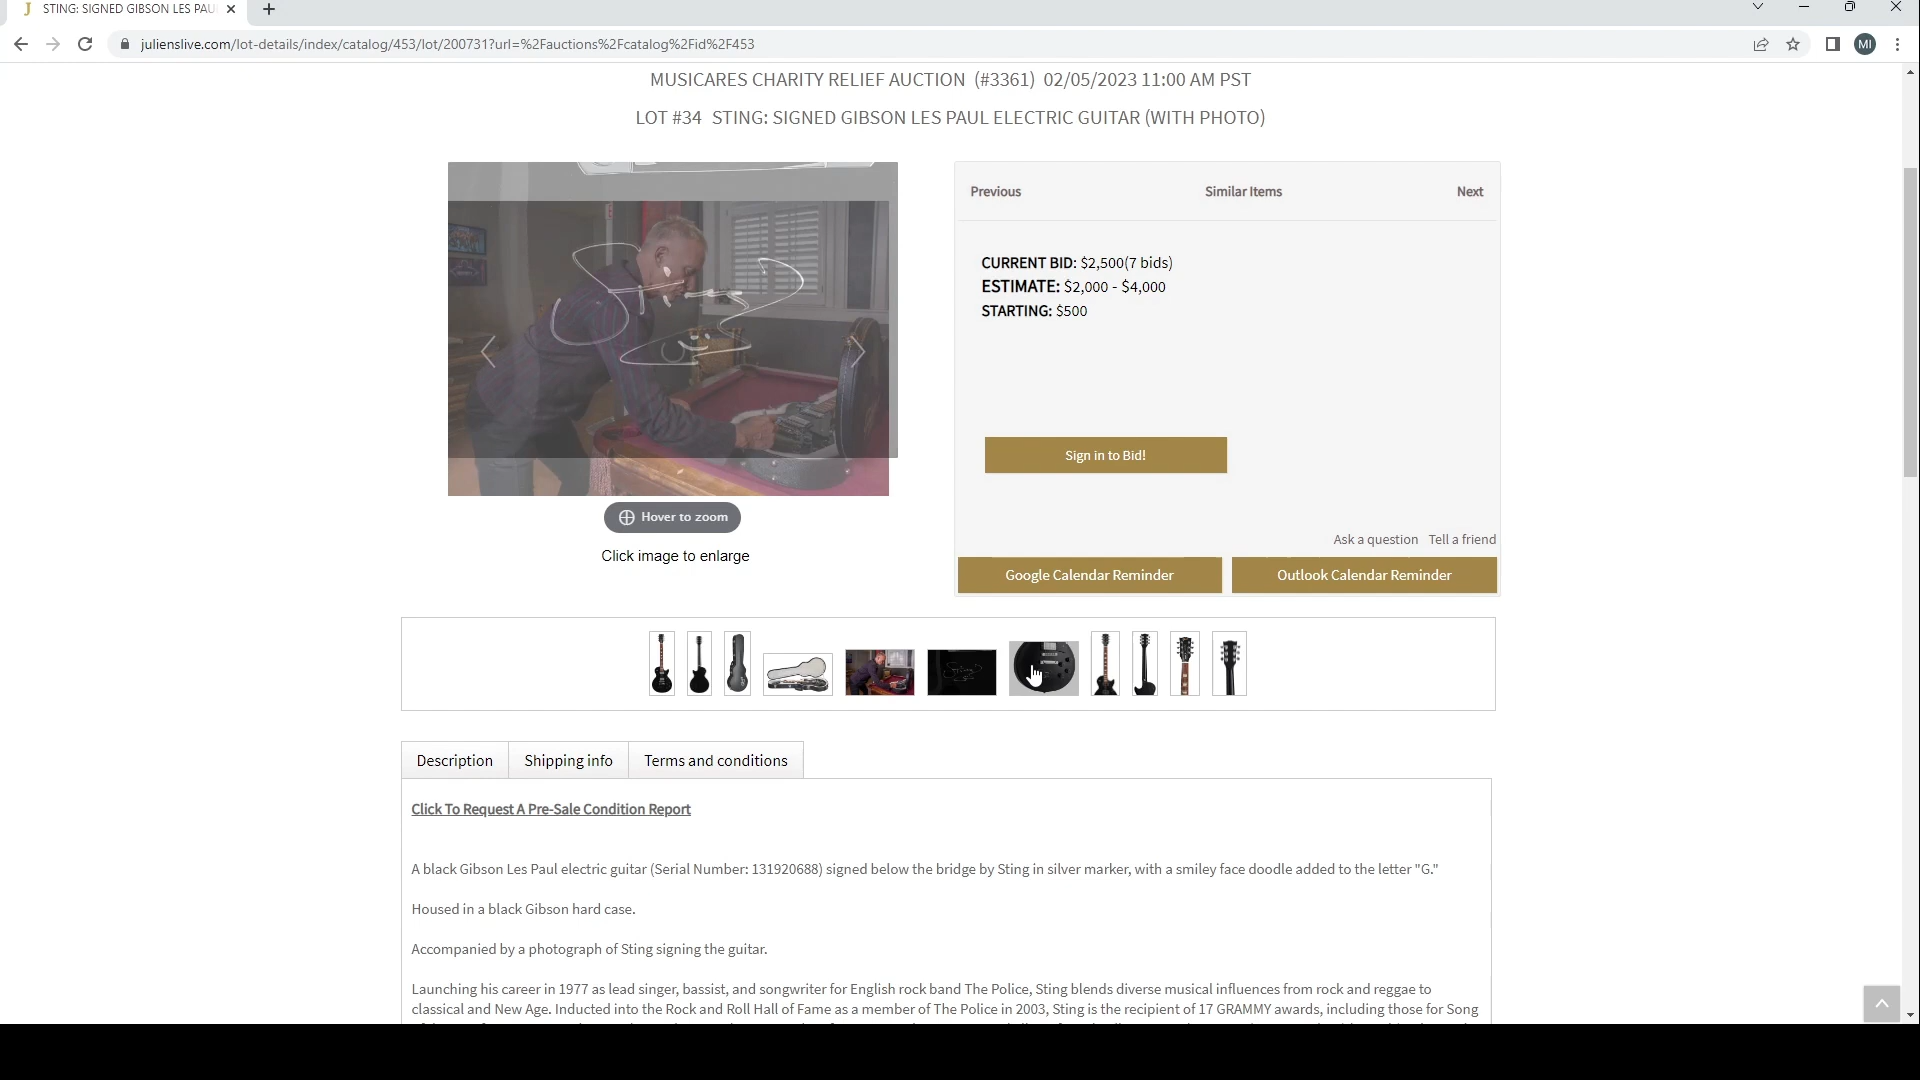 STING: SIGNED GIBSON LES PAU
julienslive.com/lot-details/index/catalog/453/lot/200731?url=%2Fauctions%2Fcatalog%2Fid%2F453
MI
MUSICARES CHARITY RELIEF AUCTION (#3361) 02/05/2023 11:00 AM PST
LOT #34 STING: SIGNED GIBSON LES PAUL ELECTRIC GUITAR (WITH PHOTO)
Previous
Similar Items
Next
CURRENT BID: $2,500(7 bids)
ESTIMATE: $2,000 - $4,000
STARTING: $500
Sign in to Bid!
Hover to zoom
Click image to enlarge
Ask a question Tell a friend
Google Calendar Reminder
Outlook Calendar Reminder
Description
Shipping info
Terms and conditions
Click To Request A Pre-Sale Condition Report
A black Gibson Les Paul electric guitar (Serial Number: 131920688) signed below the bridge by Sting in silver marker, with a smiley face doodle added to the letter "G."
Housed in a black Gibson hard case.
Accompanied by a photograph of Sting signing the guitar.
Launching his career in 1977 as lead singer, bassist, and songwriter for English rock band The Police, Sting blends diverse musical influences from rock and reggae to
classical and New Age. Inducted into the Rock and Roll Hall of Fame as a member of The Police in 2003, Sting is the recipient of 17 GRAMMY awards, including those for Song